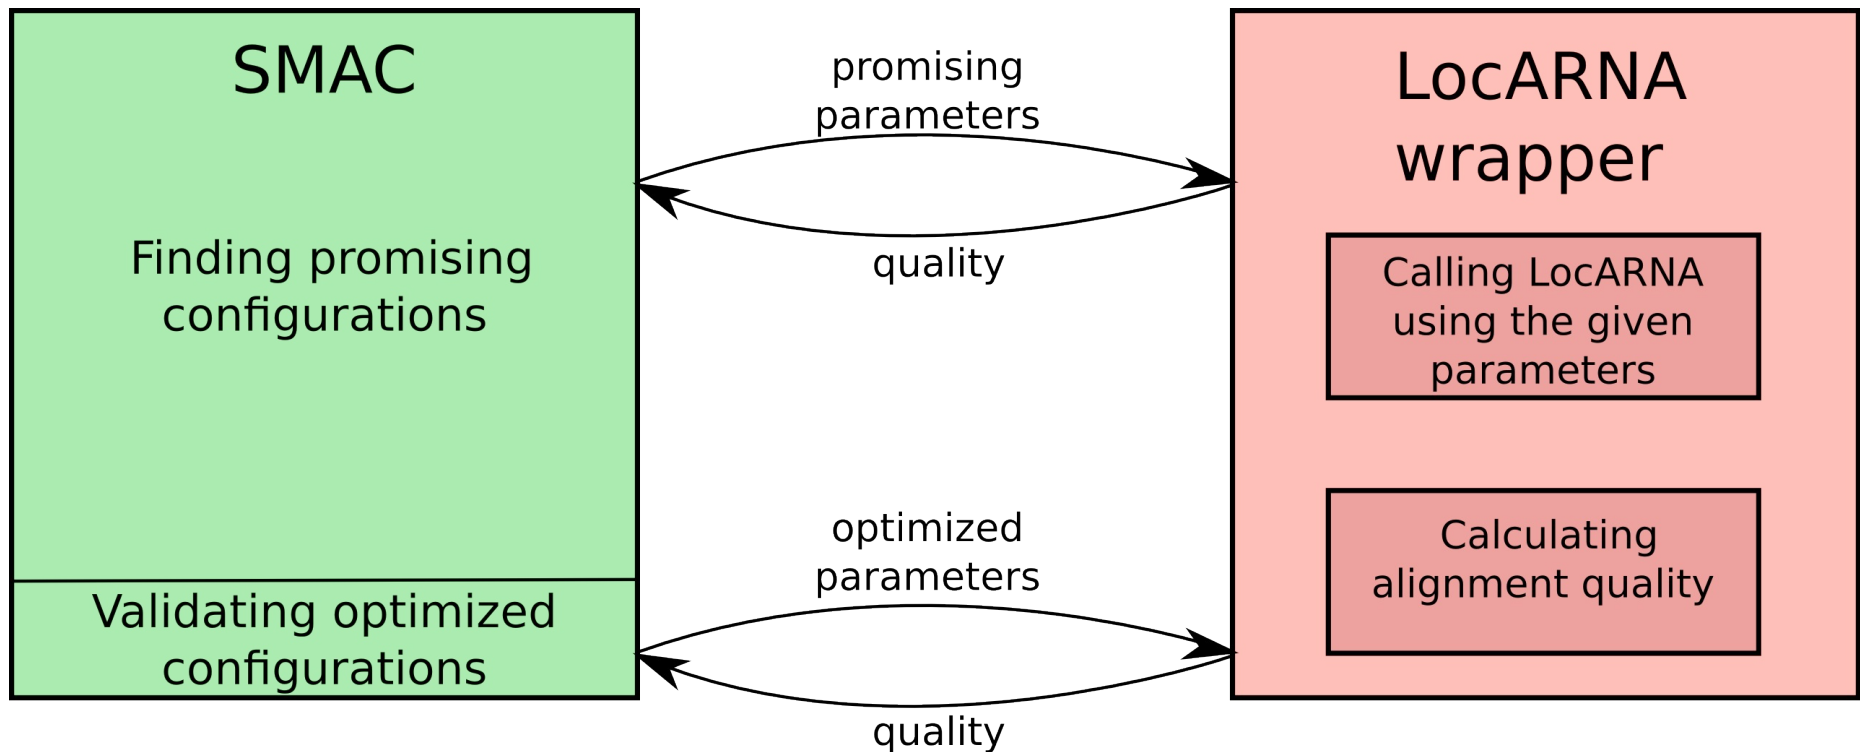 SMAC
Finding promising
configurations
Validating optimized
configurations
promising
parameters
quality
optimized
parameters
quality
LocARNA
wrapper
Calling LocARNA
using the given
parameters
Calculating
alignment quality